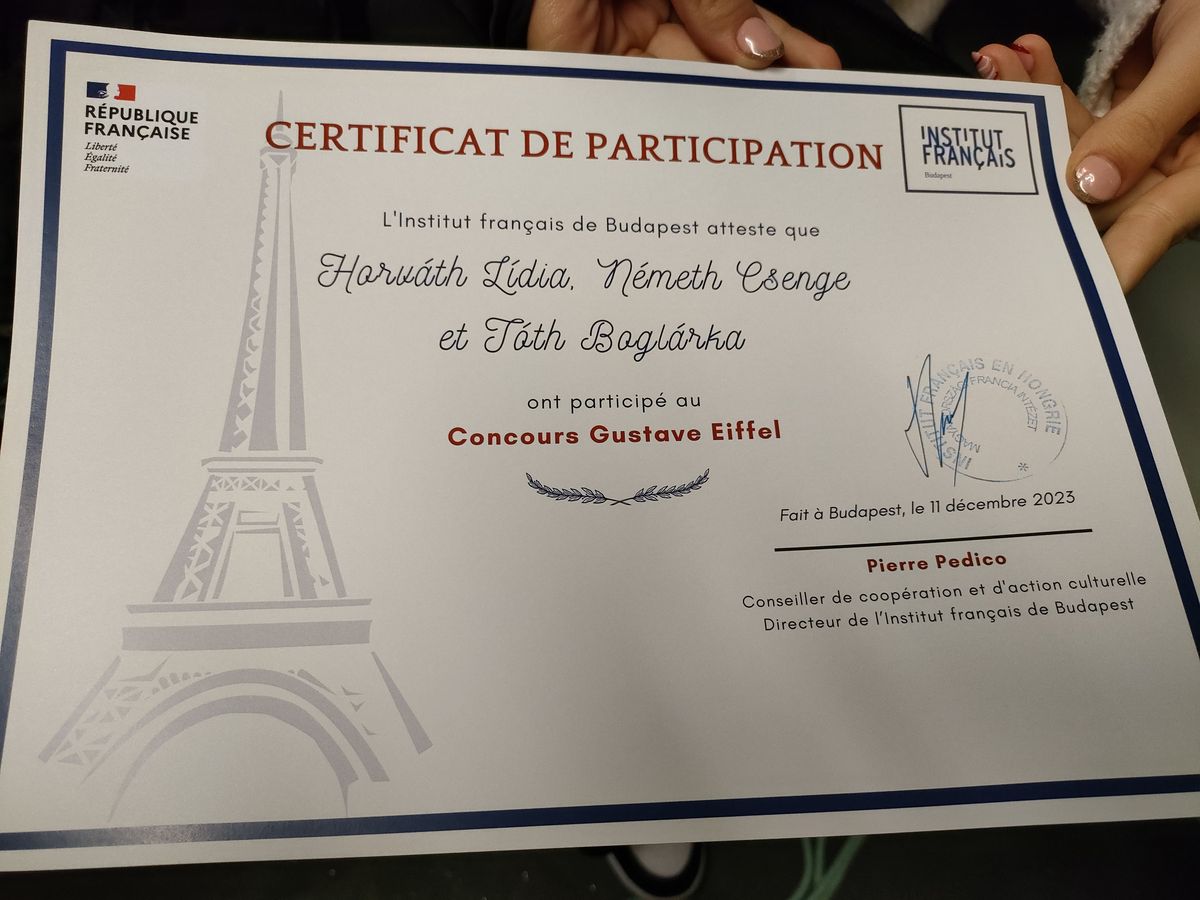 RÉPUBLIQUE
FRANÇAISE
Liberté
Égalité
Fraternité
CERTIFICAT DE PARTICIPATION
INSTITUT
FRANÇAIS
Budapest
L'Institut français de Budapest atteste que
Horváth Lídia, Németh Csenge
et Tóth Boglárka
ont participé au
Concours Gustave Eiffel
INSTITUT FRANÇAIS EN HONGRIE
MAGYARORSZÁGI FRANCIA INTÉZET
*
Fait à Budapest, le 11 décembre 2023
Pierre Pedico
Conseiller de coopération et d'action culturelle
Directeur de l'Institut français de Budapest